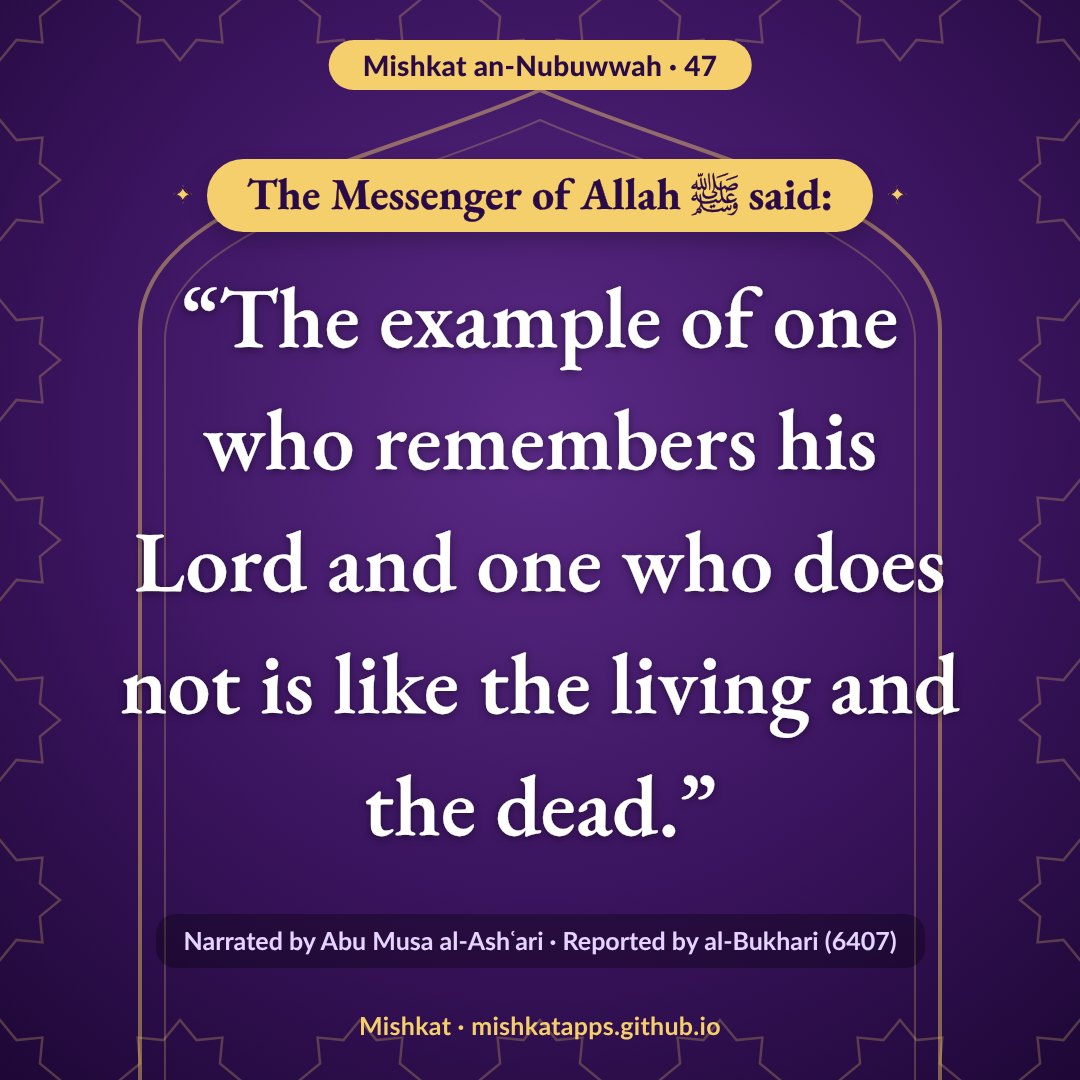 Mishkat an-Nubuwwah · 47
The Messenger of Allah ﷺ said:
“The example of one
who remembers his
Lord and one who does
not is like the living and
the dead.”
Narrated by Abu Musa al-Ashʿari · Reported by al-Bukhari (6407)
Mishkat · mishkatapps.github.io